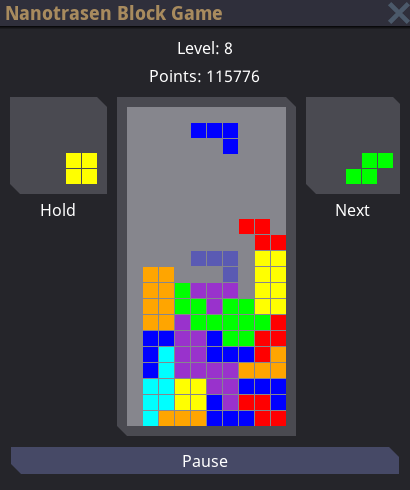 Nanotrasen Block Game
Level: 8
Points: 115776
Hold
Next
Pause